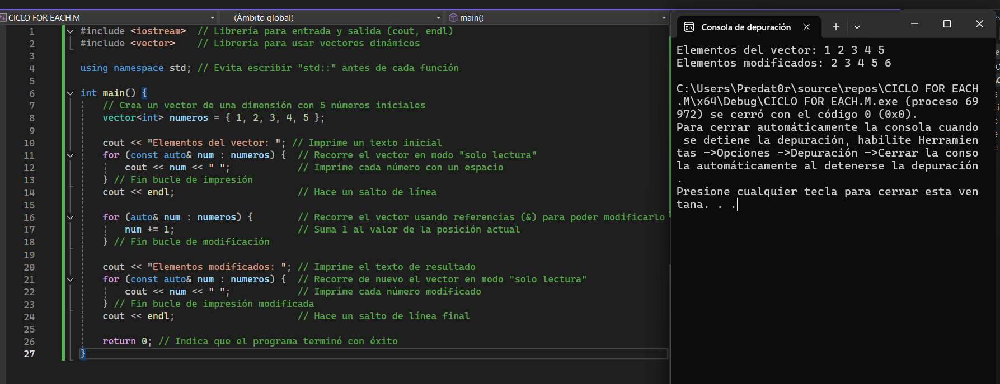 CICLO FOR EACH.M
(Ámbito global)
main()
1 #include <iostream>  // Librería para entrada y salida (cout, endl)
2 #include <vector>    // Librería para usar vectores dinámicos
3
4 using namespace std; // Evita escribir "std::" antes de cada función
5
6 int main() {
7     // Crea un vector de una dimensión con 5 números iniciales
8     vector<int> numeros = { 1, 2, 3, 4, 5 };
9
10     cout << "Elementos del vector: "; // Imprime un texto inicial
11     for (const auto& num : numeros) {  // Recorre el vector en modo "solo lectura"
12         cout << num << " ";            // Imprime cada número con un espacio
13     } // Fin bucle de impresión
14     cout << endl;                      // Hace un salto de línea
15
16     for (auto& num : numeros) {        // Recorre el vector usando referencias (&) para poder modificarlo
17         num += 1;                      // Suma 1 al valor de la posición actual
18     } // Fin bucle de modificación
19
20     cout << "Elementos modificados: "; // Imprime el texto de resultado
21     for (const auto& num : numeros) {  // Recorre de nuevo el vector en modo "solo lectura"
22         cout << num << " ";            // Imprime cada número modificado
23     } // Fin bucle de impresión modificada
24     cout << endl;                      // Hace un salto de línea final
25
26     return 0; // Indica que el programa terminó con éxito
27 }
Consola de depuración
Elementos del vector: 1 2 3 4 5
Elementos modificados: 2 3 4 5 6
C:\Users\Predat0r\source\repos\CICLO FOR EACH
.M\x64\Debug\CICLO FOR EACH.M.exe (proceso 69
972) se cerró con el código 0 (0x0).
Para cerrar automáticamente la consola cuando
 se detiene la depuración, habilite Herramien
tas ->Opciones ->Depuración ->Cerrar la conso
la automáticamente al detenerse la depuración
.
Presione cualquier tecla para cerrar esta ven
tana. . .